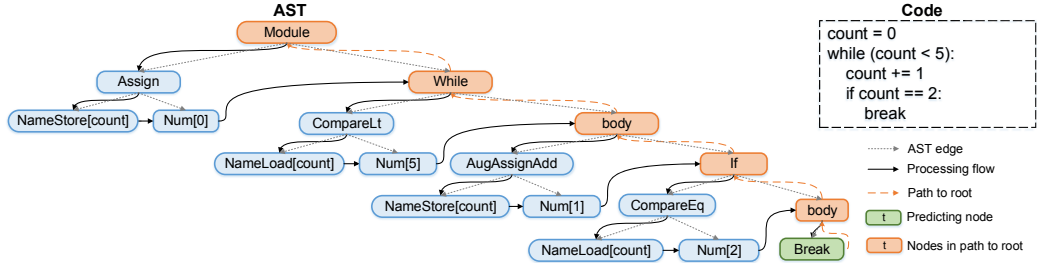 AST
Code
Module
count = 0
while (count < 5):
count += 1
if count == 2:
break
Assign
While
NameStore[count]
Num[0]
CompareLt
body
NameLoad[count]
Num[5]
AugAssignAdd
If
NameStore[count]
Num[1]
CompareEq
body
NameLoad[count]
Num[2]
Break
AST edge
Processing flow
Path to root
t Predicting node
t Nodes in path to root